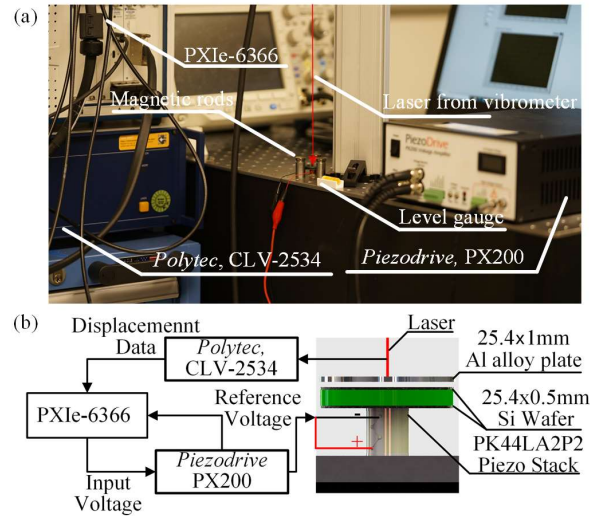 (a)
PXIe-6366
Magnetic rods
Laser from vibrometer
PiezoDrive
Level gauge
Polytec, CLV-2534
Piezodrive, PX200
(b)
Displacemennt
Data
Polytec,
CLV-2534
Laser
25.4x1mm
Al alloy plate
PXIe-6366
Reference
Voltage
-
+
25.4x0.5mm
Si Wafer
Input
Voltage
Piezodrive
PX200
PK44LA2P2
Piezo Stack